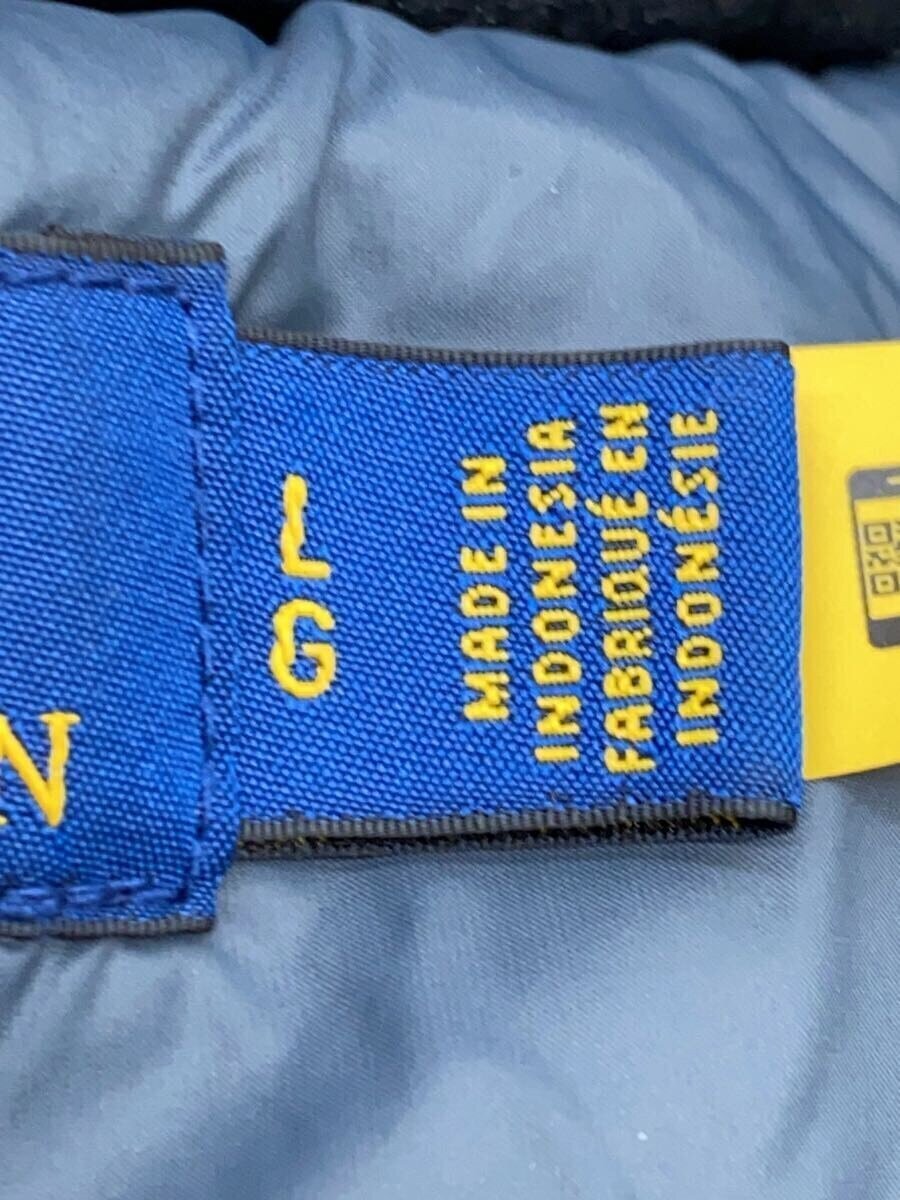 L
G
MADE IN
INDONESIA
FABRIQUÉ EN
INDONÉSIE